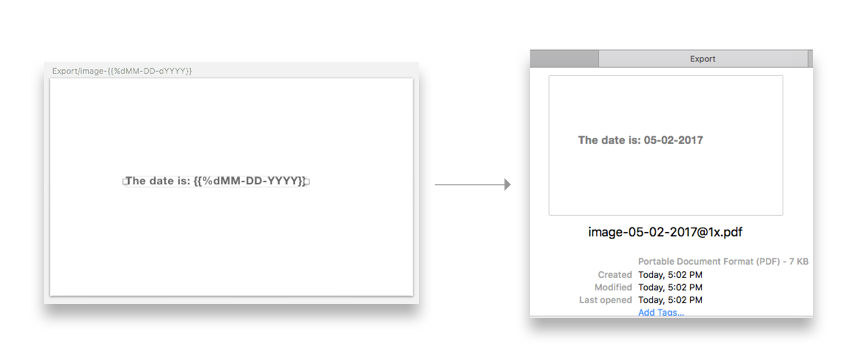 Export/image-{{%dMM-DD-dYYYY}}
The date is: {{%dMM-DD-YYYY}}
Export
The date is: 05-02-2017
image-05-02-2017@1x.pdf
Portable Document Format (PDF) - 7 KB
Created Today, 5:02 PM
Modified Today, 5:02 PM
Last opened Today, 5:02 PM
Add Tags...